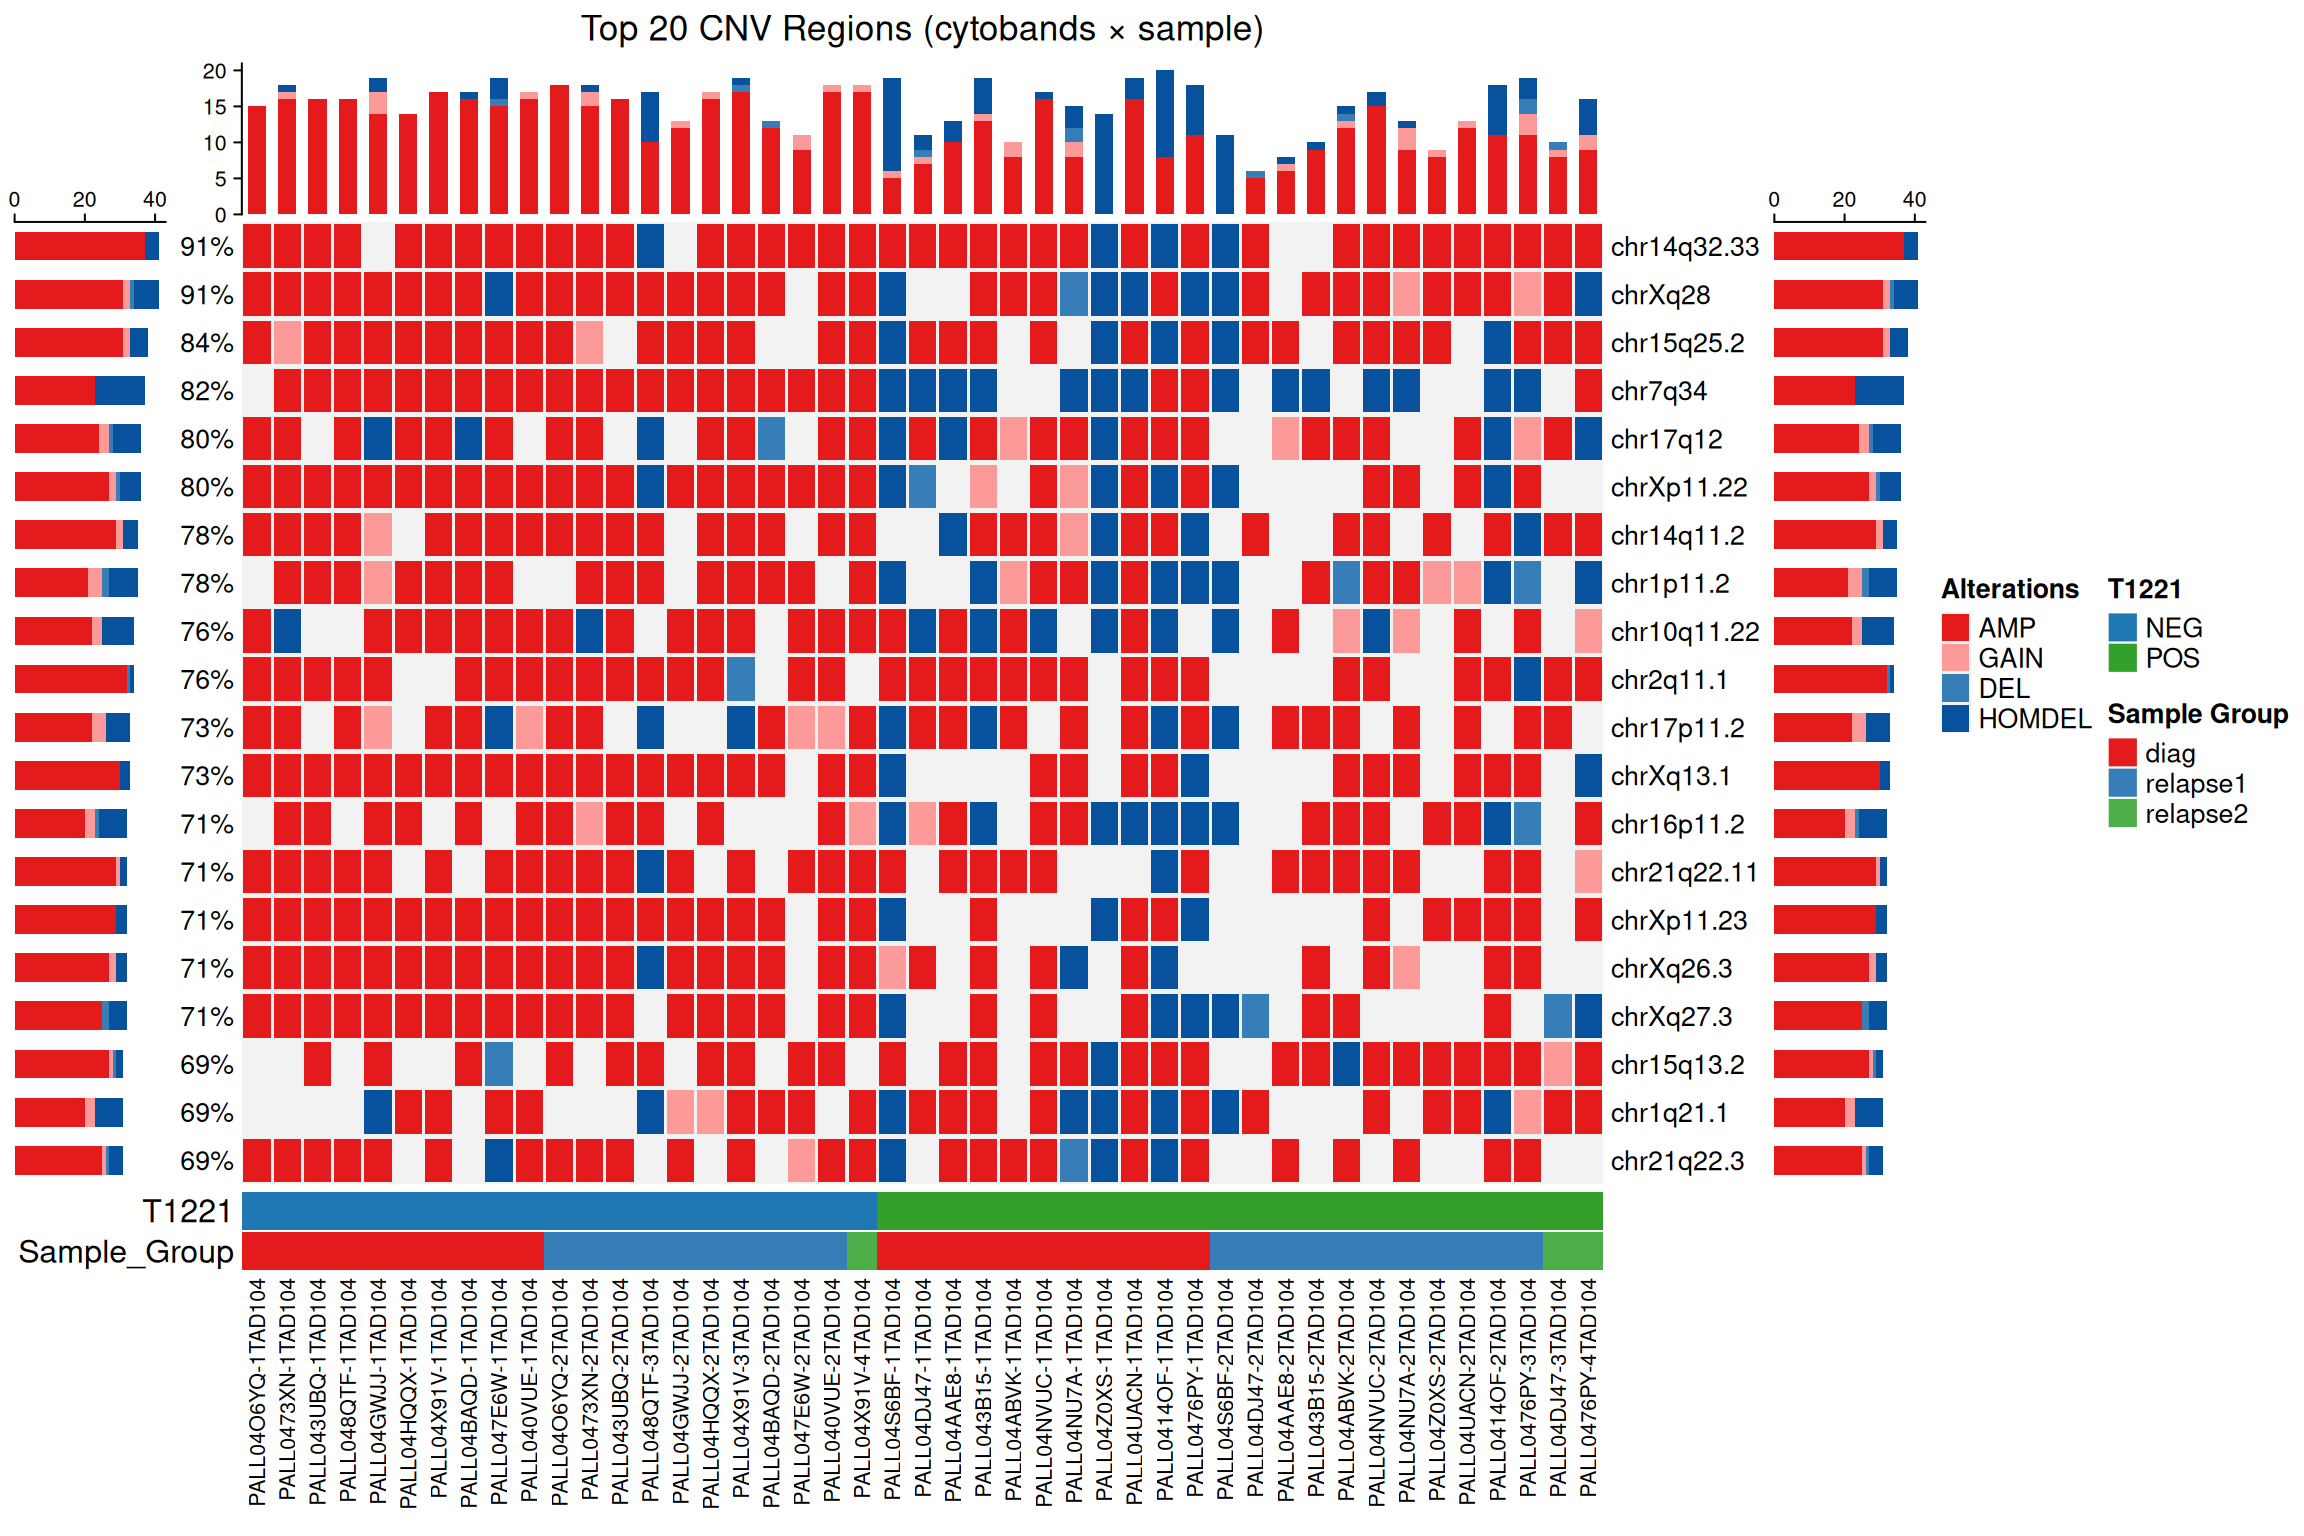 Top 20 CNV Regions (cytobands × sample)
20
15
10
5
0
0 20 40
0 20 40
91% chr14q32.33
91% chrXq28
84% chr15q25.2
82% chr7q34
80% chr17q12
80% chrXp11.22
78% chr14q11.2
78% chr1p11.2
76% chr10q11.22
76% chr2q11.1
73% chr17p11.2
73% chrXq13.1
71% chr16p11.2
71% chr21q22.11
71% chrXp11.23
71% chrXq26.3
71% chrXq27.3
69% chr15q13.2
69% chr1q21.1
69% chr21q22.3
T1221
Sample_Group
PALL04O6YQ-1TAD104
PALL0473XN-1TAD104
PALL043UBQ-1TAD104
PALL048QTF-1TAD104
PALL04GWJJ-1TAD104
PALL04HQQX-1TAD104
PALL04X91V-1TAD104
PALL04BAQD-1TAD104
PALL047E6W-1TAD104
PALL040VUE-1TAD104
PALL04O6YQ-2TAD104
PALL0473XN-2TAD104
PALL043UBQ-2TAD104
PALL048QTF-3TAD104
PALL04GWJJ-2TAD104
PALL04HQQX-2TAD104
PALL04X91V-3TAD104
PALL04BAQD-2TAD104
PALL047E6W-2TAD104
PALL040VUE-2TAD104
PALL04X91V-4TAD104
PALL04S6BF-1TAD104
PALL04DJ47-1TAD104
PALL04AAE8-1TAD104
PALL043B15-1TAD104
PALL04ABVK-1TAD104
PALL04NVUC-1TAD104
PALL04NU7A-1TAD104
PALL04Z0XS-1TAD104
PALL04UACN-1TAD104
PALL0414OF-1TAD104
PALL0476PY-1TAD104
PALL04S6BF-2TAD104
PALL04DJ47-2TAD104
PALL04AAE8-2TAD104
PALL043B15-2TAD104
PALL04ABVK-2TAD104
PALL04NVUC-2TAD104
PALL04NU7A-2TAD104
PALL04Z0XS-2TAD104
PALL04UACN-2TAD104
PALL0414OF-2TAD104
PALL0476PY-3TAD104
PALL04DJ47-3TAD104
PALL0476PY-4TAD104
Alterations
AMP
GAIN
DEL
HOMDEL
T1221
NEG
POS
Sample Group
diag
relapse1
relapse2